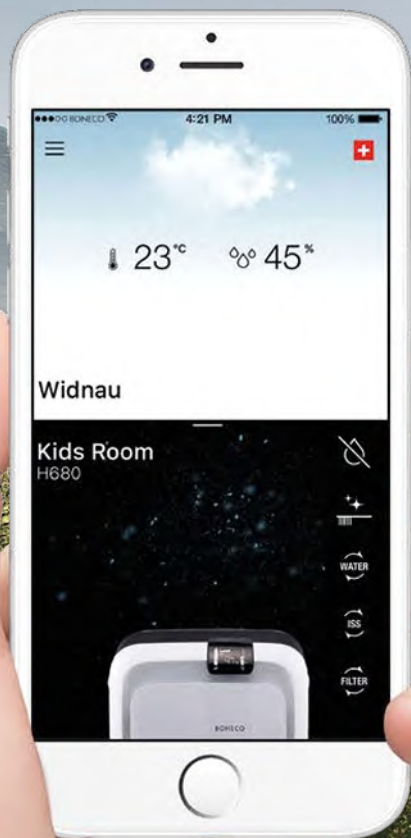 BONECO
4:21 PM
100%
23°C
45%
Widnau
Kids Room
H680
WATER
ISS
FILTER
BONECO